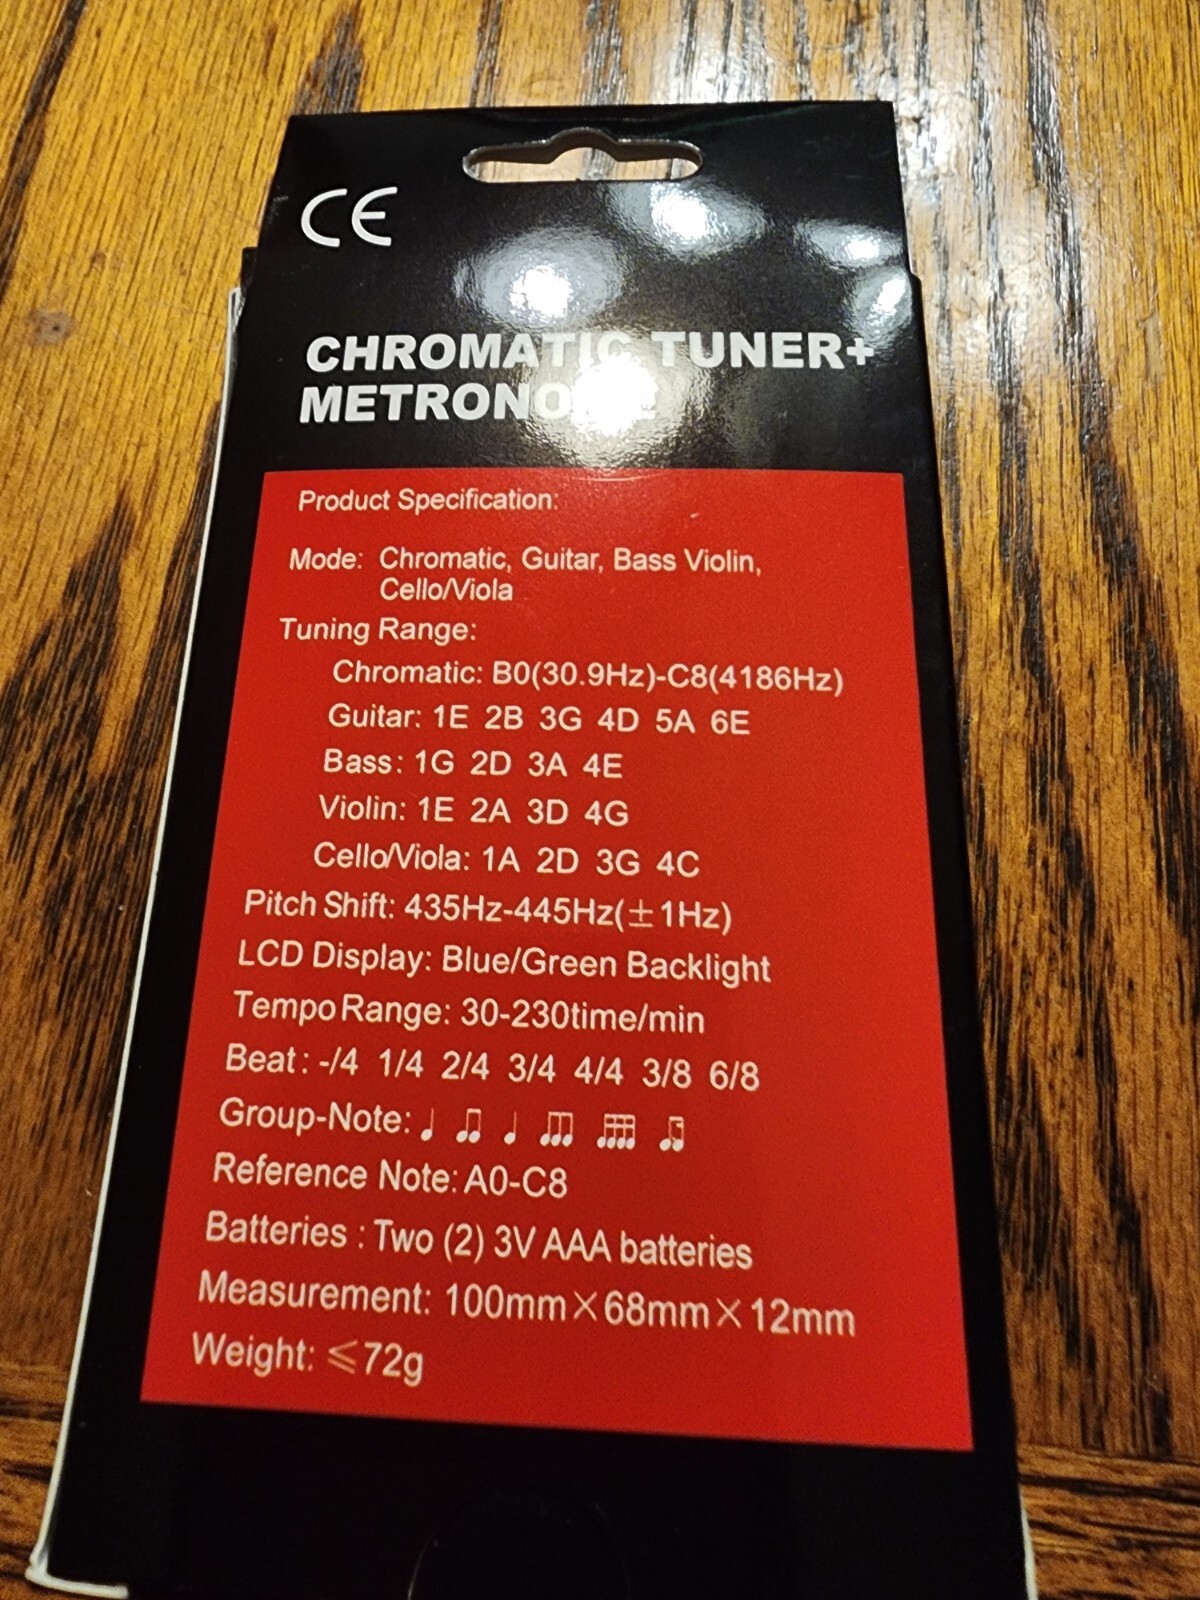 CE
CHROMATIC TUNER+
METRONOME
Product Specification:
Mode: Chromatic, Guitar, Bass Violin,
Cello/Viola
Tuning Range:
Chromatic: B0(30.9Hz)-C8(4186Hz)
Guitar: 1E 2B 3G 4D 5A 6E
Bass: 1G 2D 3A 4E
Violin: 1E 2A 3D 4G
Cello/Viola: 1A 2D 3G 4C
Pitch Shift: 435Hz-445Hz(±1Hz)
LCD Display: Blue/Green Backlight
Tempo Range: 30-230time/min
Beat: -/4 1/4 2/4 3/4 4/4 3/8 6/8
Group-Note:
Reference Note: A0-C8
Batteries : Two (2) 3V AAA batteries
Measurement: 100mm×68mm×12mm
Weight: ≤72g